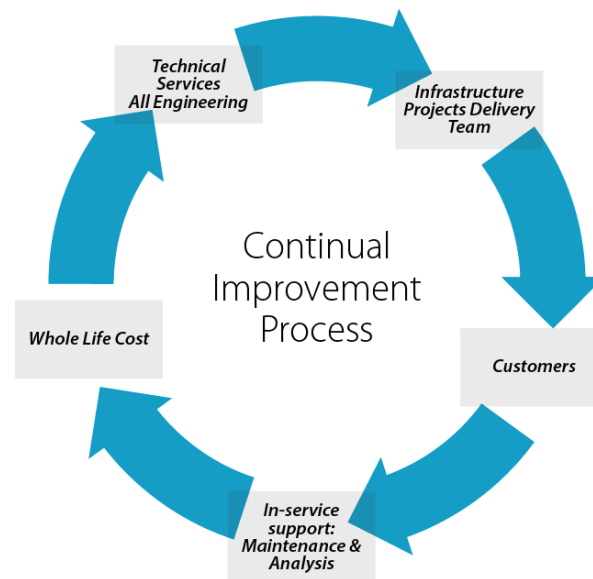 Technical
Services
All Engineering
Infrastructure
Projects Delivery
Team
Continual
Improvement
Process
Whole Life Cost
Customers
In-service
support:
Maintenance &
Analysis